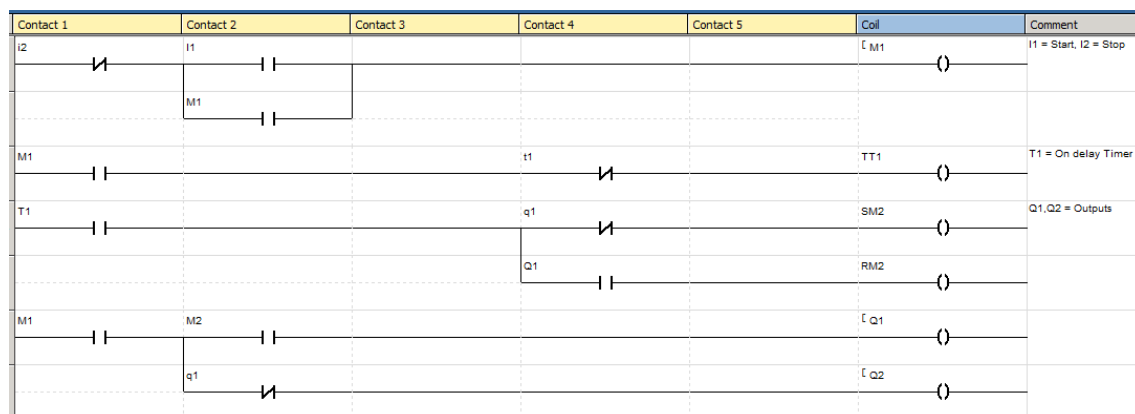 Contact 1 Contact 2 Contact 3 Contact 4 Contact 5 Coil Comment
i2 I1 [ M1 I1 = Start, I2 = Stop
M1
M1 t1 TT1 T1 = On delay Timer
T1 q1 SM2 Q1,Q2 = Outputs
Q1 RM2
M1 M2 [ Q1
q1 [ Q2